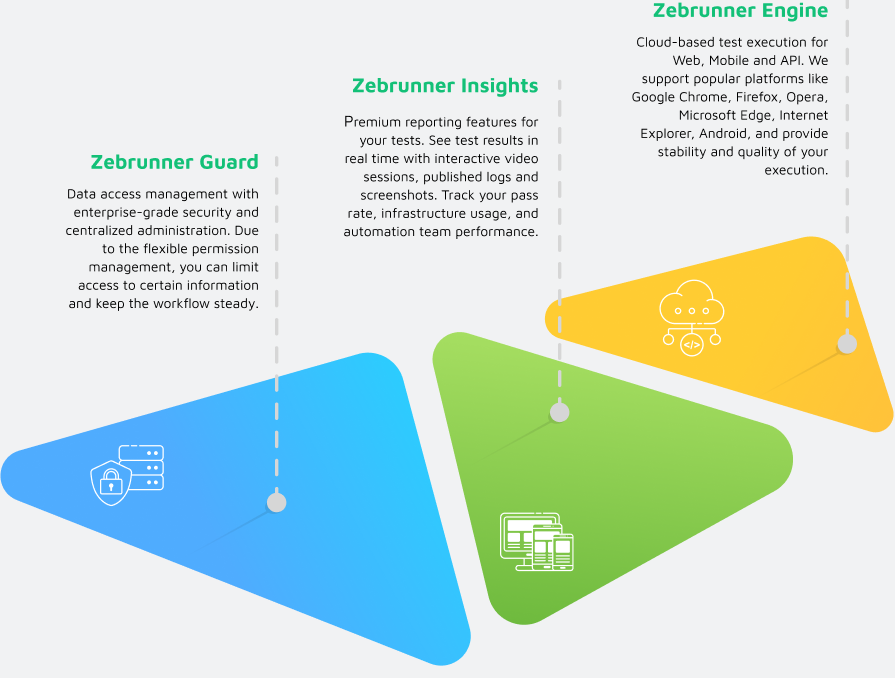 Zebrunner Engine
Cloud-based test execution for
Web, Mobile and API. We
support popular platforms like
Google Chrome, Firefox, Opera,
Microsoft Edge, Internet
Explorer, Android, and provide
stability and quality of your
execution.
Zebrunner Insights
Premium reporting features for
your tests. See test results in
real time with interactive video
sessions, published logs and
screenshots. Track your pass
rate, infrastructure usage, and
automation team performance.
Zebrunner Guard
Data access management with
enterprise-grade security and
centralized administration. Due
to the flexible permission
management, you can limit
access to certain information
and keep the workflow steady.
</>